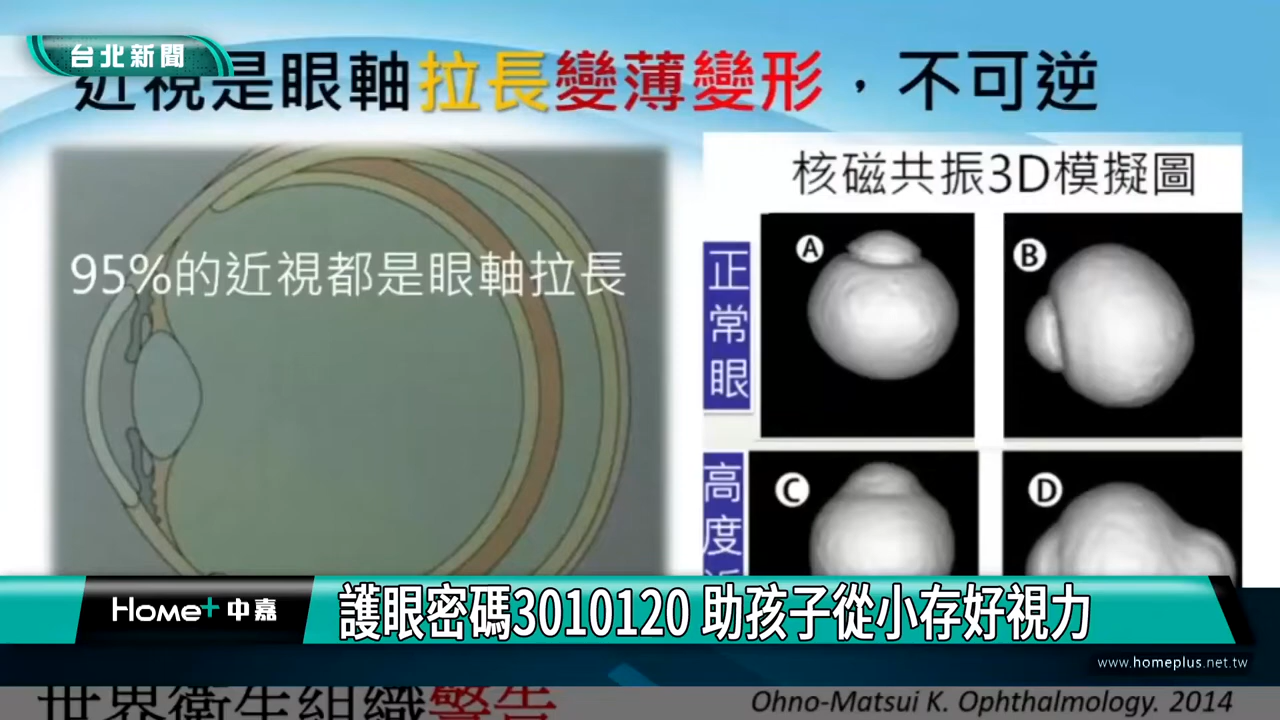 台北新聞
近視是眼軸拉長變薄變形，不可逆
95%的近視都是眼軸拉長
核磁共振3D模擬圖
正常眼
A
B
高度近
C
D
Home+ 中嘉
護眼密碼3010120 助孩子從小存好視力
www.homeplus.net.tw
世界衛生組織警告
Ohno-Matsui K. Ophthalmology. 2014